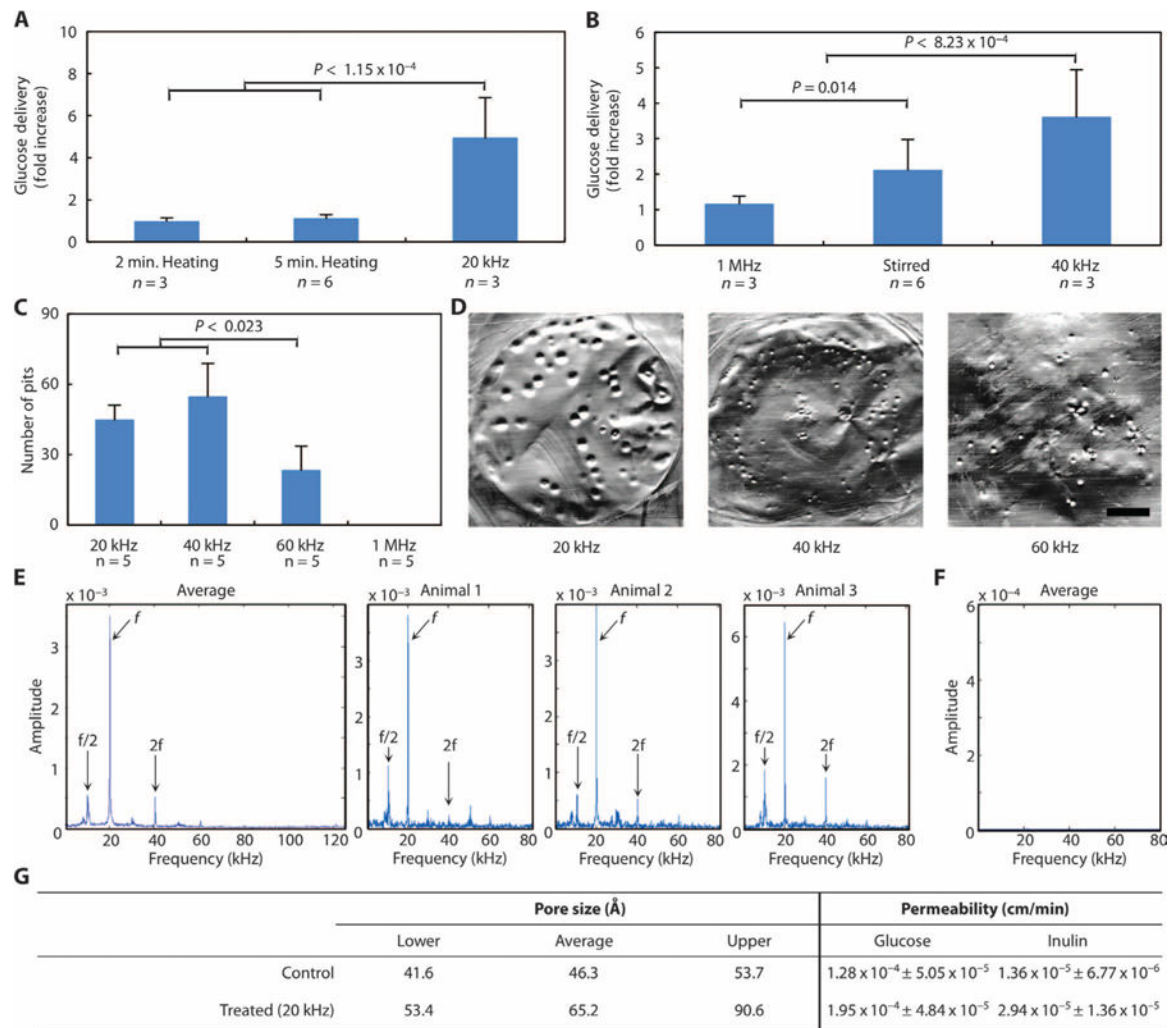 A
Glucose delivery
(fold increase)
10
8
6
4
2
0
P < 1.15 x 10⁻⁴
2 min. Heating
n = 3
5 min. Heating
n = 6
20 kHz
n = 3
B
Glucose delivery
(fold increase)
6
5
4
3
2
1
0
P < 8.23 x 10⁻⁴
P = 0.014
1 MHz
n = 3
Stirred
n = 6
40 kHz
n = 3
C
Number of pits
90
60
30
0
P < 0.023
20 kHz
n = 5
40 kHz
n = 5
60 kHz
n = 5
1 MHz
n = 5
D
20 kHz
40 kHz
60 kHz
E
x 10⁻³
Average
Amplitude
3
2
1
0
f
f/2
2f
20 40 60 80 100 120
Frequency (kHz)
x 10⁻³
Animal 1
3
2
1
0
f
f/2
2f
0 20 40 60 80
Frequency (kHz)
x 10⁻³
Animal 2
3
2
1
0
f
f/2
2f
0 20 40 60 80
Frequency (kHz)
x 10⁻³
Animal 3
6
4
2
0
f
f/2
2f
0 20 40 60 80
Frequency (kHz)
F
x 10⁻⁴
Average
Amplitude
6
4
2
0
20 40 60 80
Frequency (kHz)
G
Pore size (Å) Permeability (cm/min)
Lower Average Upper Glucose Inulin
Control 41.6 46.3 53.7 1.28 x 10⁻⁴ ± 5.05 x 10⁻⁵ 1.36 x 10⁻⁵ ± 6.77 x 10⁻⁶
Treated (20 kHz) 53.4 65.2 90.6 1.95 x 10⁻⁴ ± 4.84 x 10⁻⁵ 2.94 x 10⁻⁵ ± 1.36 x 10⁻⁵